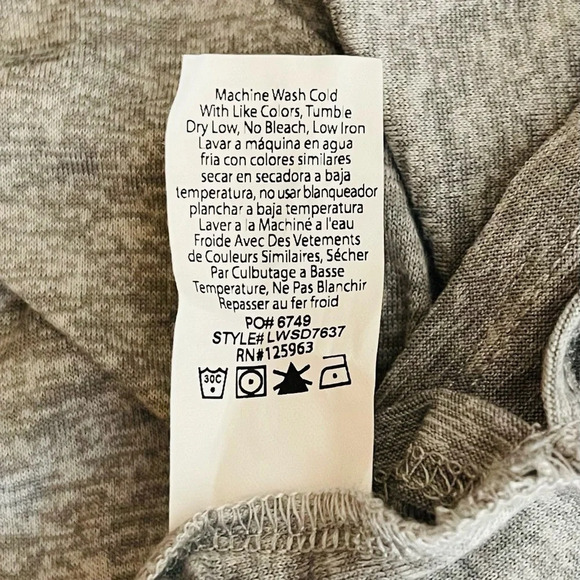 Machine Wash Cold
With Like Colors, Tumble
Dry Low, No Bleach, Low Iron
Lavar a máquina en agua
fria con colores similares
secar en secadora a baja
temperatura, no usar blanqueador
planchar a baja temperatura
Laver a la Machiné a l'eau
Froide Avec Des Vetements
de Couleurs Similaires, Sécher
Par Culbutage a Basse
Temperature, Ne Pas Blanchir
Repasser au fer froid
PO# 6749
STYLE# LWSD7637
RN#125963
30C